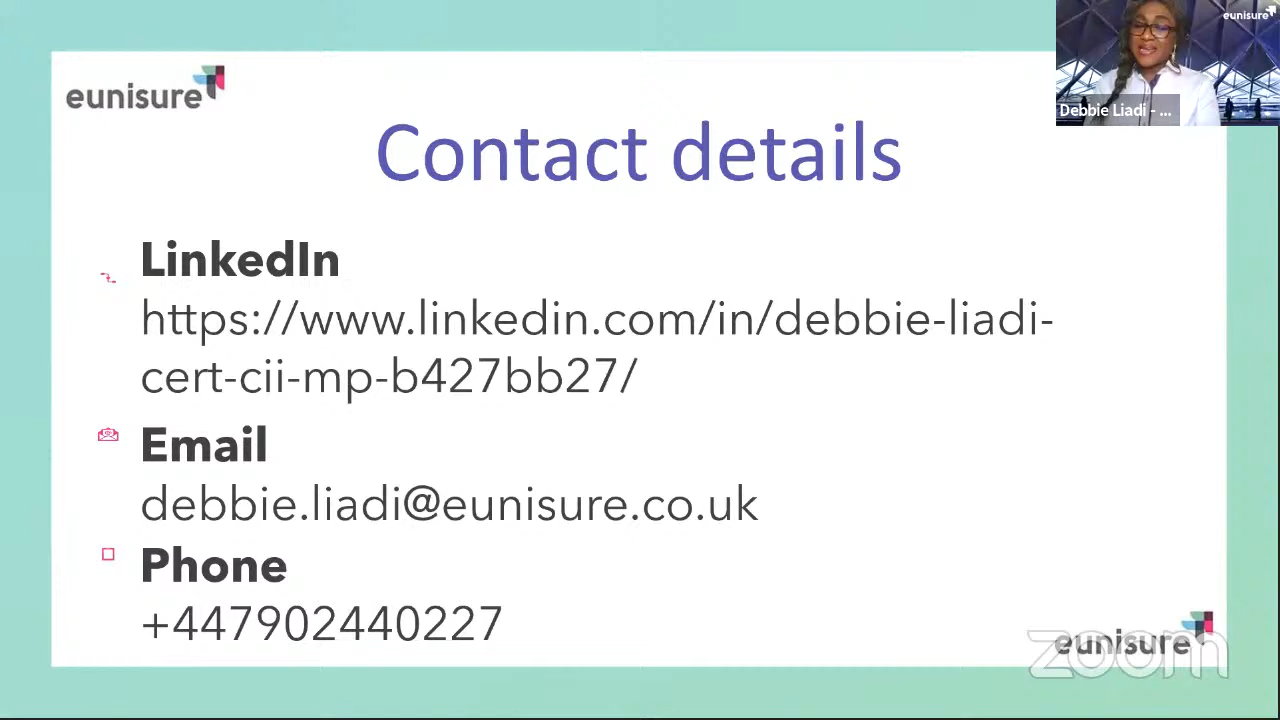 eunisure
eunisure
Debbie Liadi - ...
Contact details
LinkedIn
https://www.linkedin.com/in/debbie-liadi-
cert-cii-mp-b427bb27/
Email
debbie.liadi@eunisure.co.uk
Phone
+447902440227
eunisure
zoom